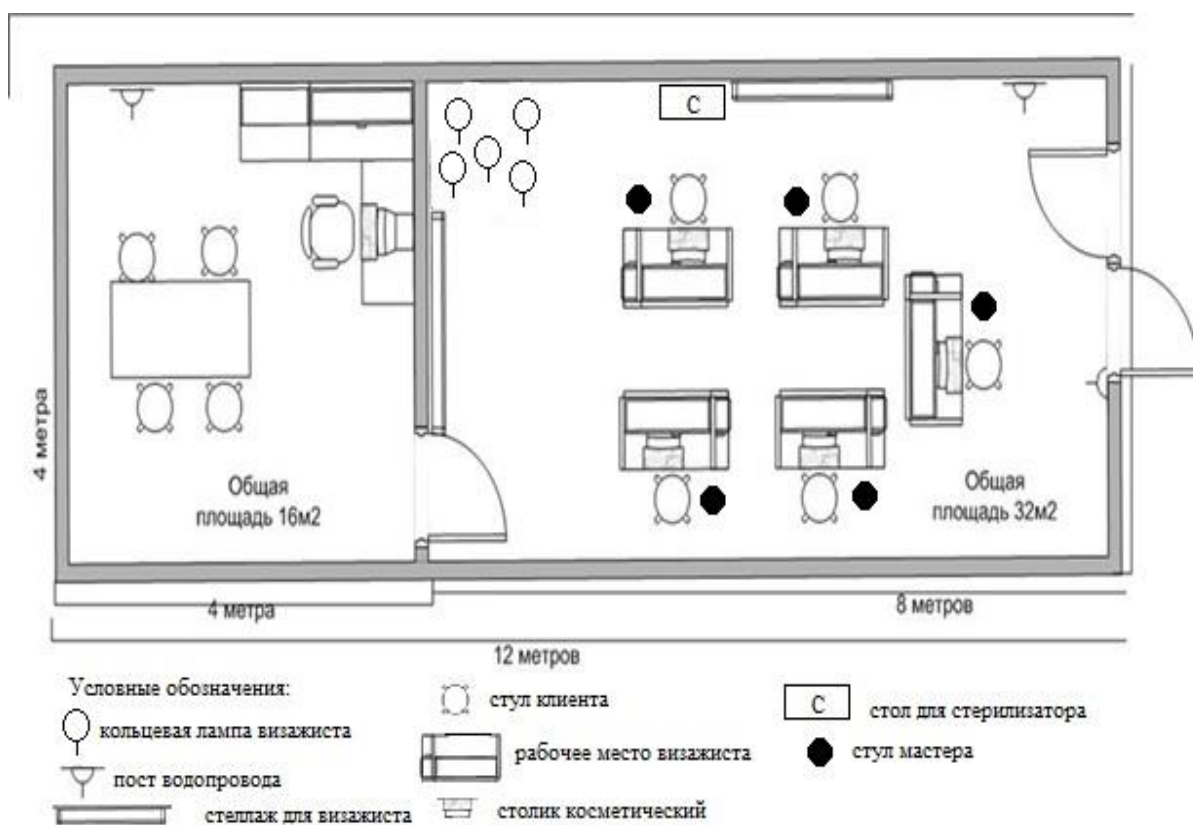 С
4 метра
Общая
площадь 16м2
Общая
площадь 32м2
4 метра
8 метров
12 метров
Условные обозначения:
кольцевая лампа визажиста
пост водопровода
стеллаж для визажиста
стул клиента
рабочее место визажиста
столик косметический
С
стол для стерилизатора
стул мастера